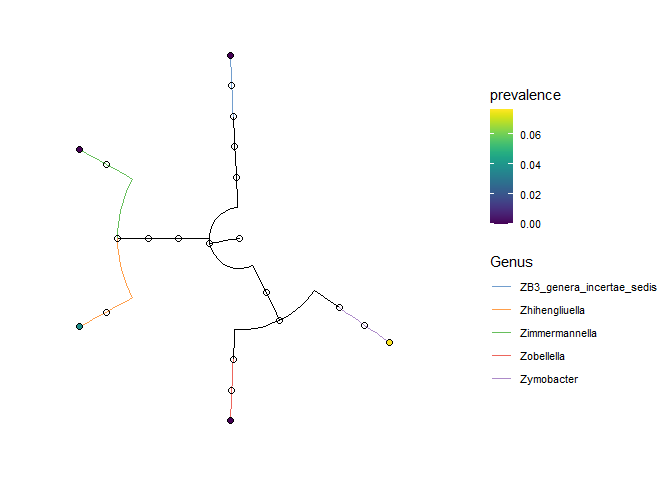 prevalence
0.06
0.04
0.02
0.00
Genus
ZB3_genera_incertae_sedis
Zhihengliuella
Zimmermannella
Zobellella
Zymobacter